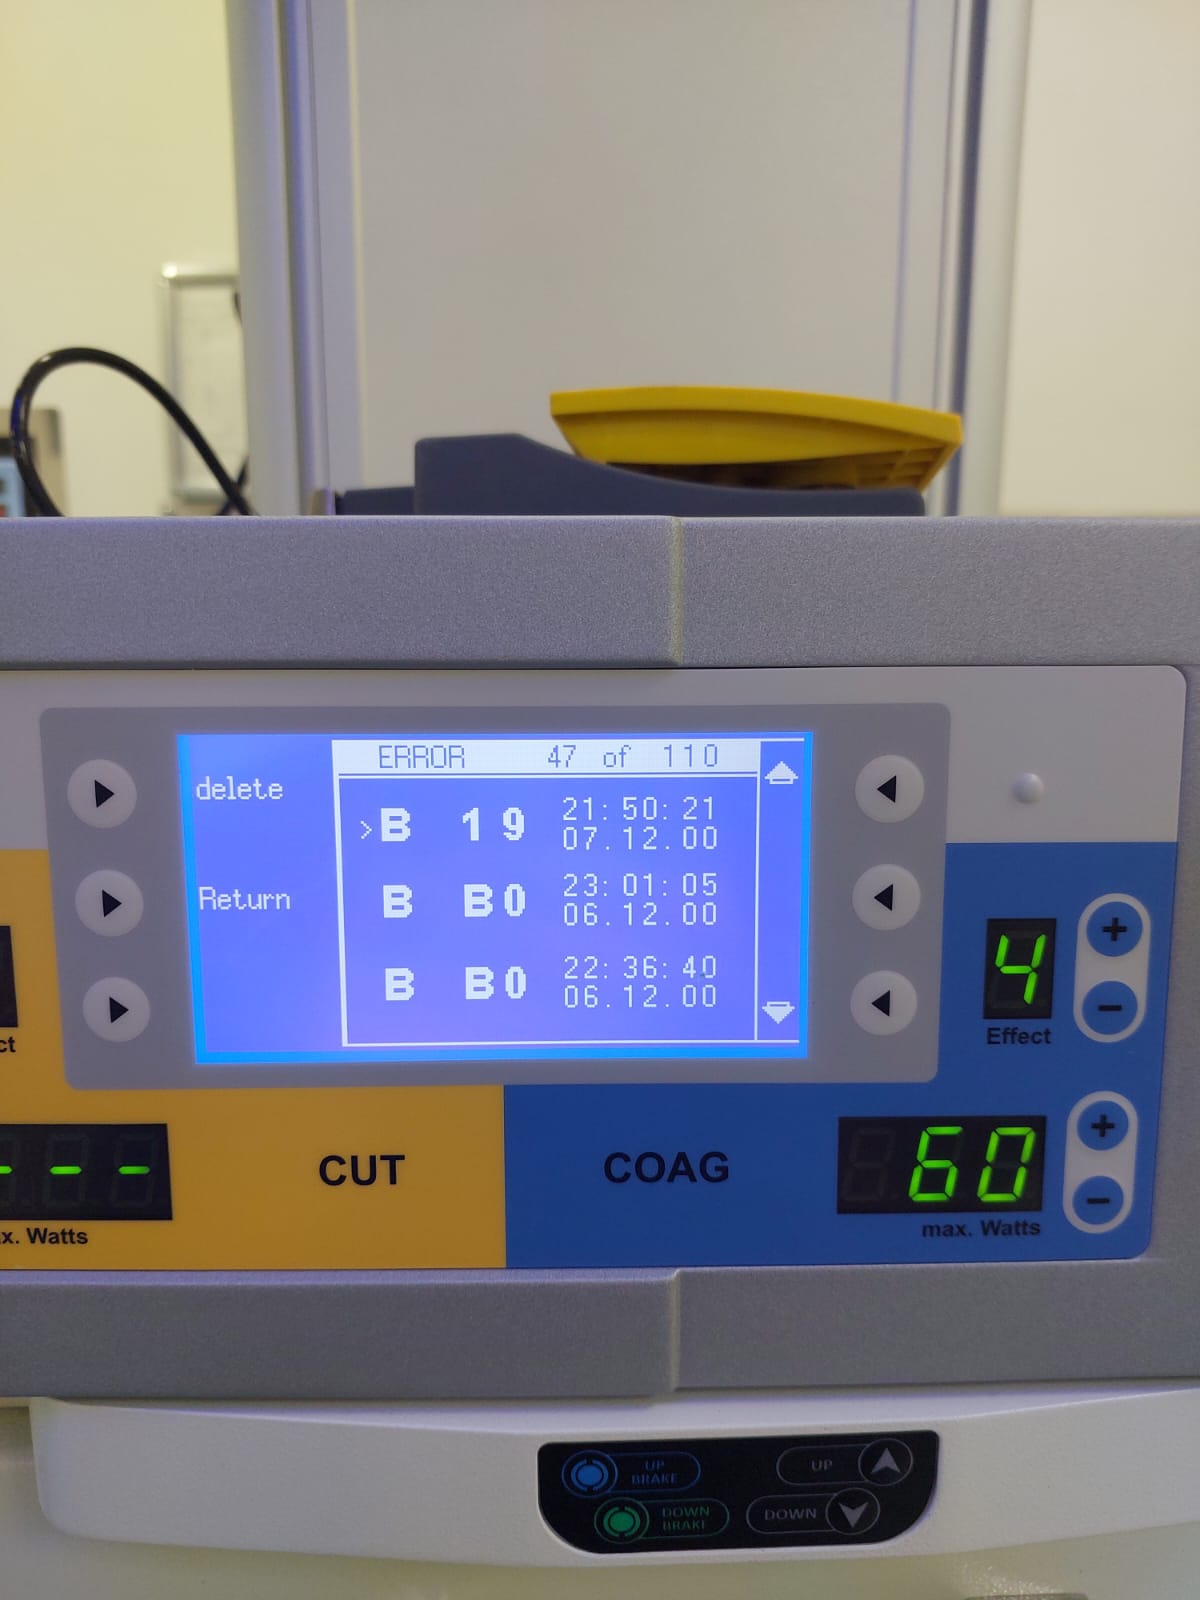 delete
Return
ERROR 47 of 110
>B 19 21:50:21
07.12.00
B B0 23:01:05
06.12.00
B B0 22:36:40
06.12.00
4
+
-
Effect
ct
---
x. Watts
CUT
COAG
60
+
-
max. Watts
UP
BRAKE
UP
DOWN
BRAKE
DOWN